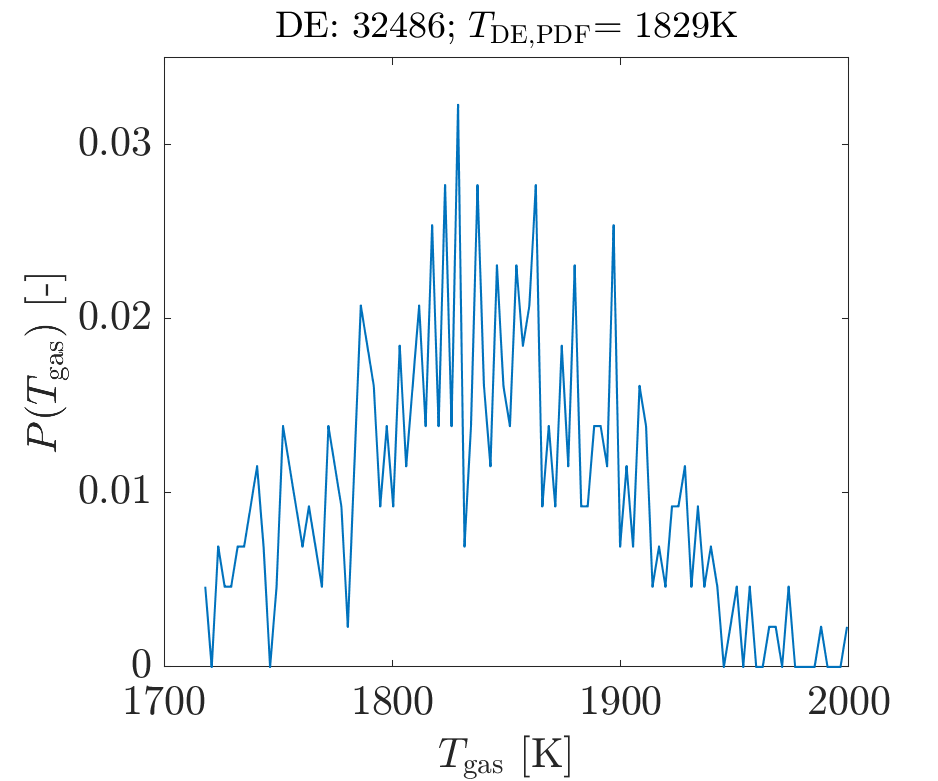 DE: 32486; T_DE,PDF= 1829K
0.03
0.02
0.01
0
P(T_gas) [-]
1700 1800 1900 2000
T_gas [K]